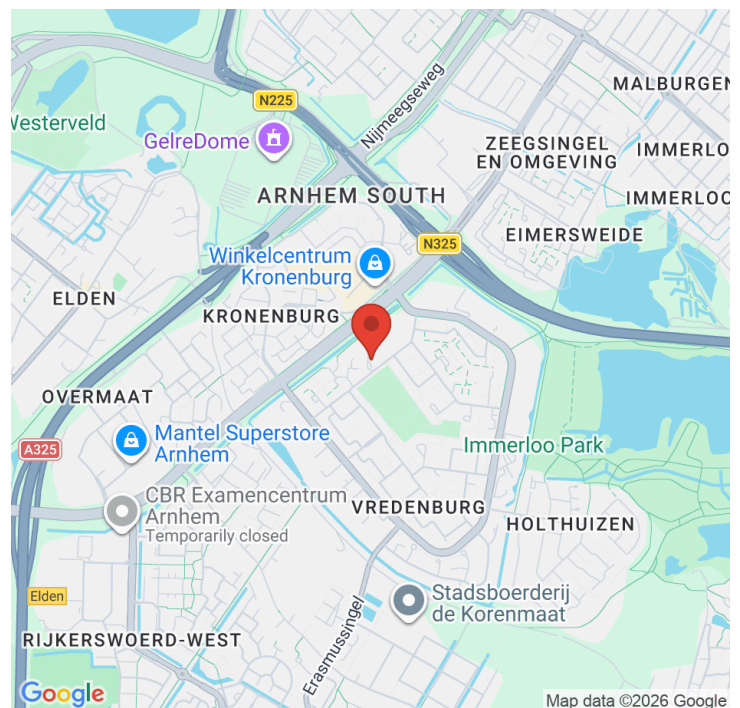 MALBURGEN
N225
Nijmeegseweg
Westerveld
GelreDome
ZEEGSINGEL
EN OMGEVING
IMMERLO
ARNHEM SOUTH
IMMERLOO
EIMERSWEIDE
N325
Winkelcentrum
Kronenburg
ELDEN
KRONENBURG
OVERMAAT
Mantel Superstore
Arnhem
A325
Immerloo Park
CBR Examencentrum
Arnhem
Temporarily closed
VREDENBURG
HOLTHUIZEN
Elden
Stadsboerderij
de Korenmaat
RIJKERSWOERD-WEST
Erasmussingel
Google
Map data ©2026 Google